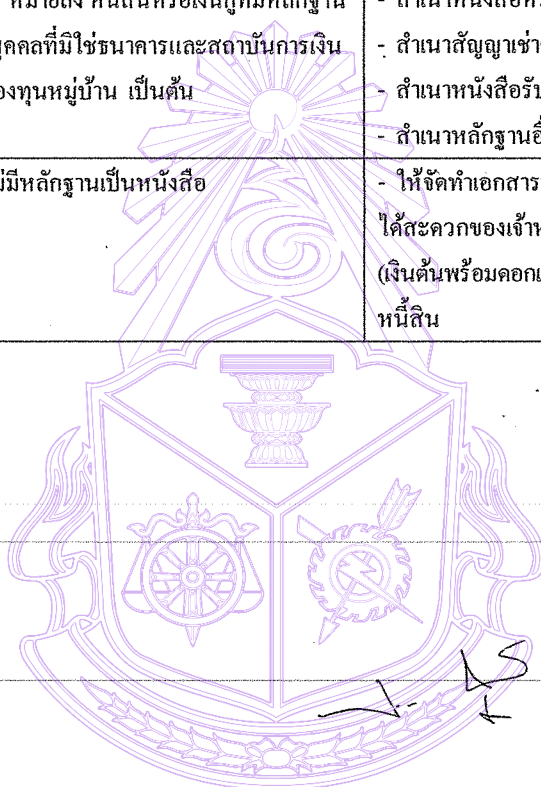 หมายถึง หนี้สินหรือเงินกู้ที่มีหลักฐาน
บุคคลที่มิใช่ธนาคารและสถาบันการเงิน
องทุนหมู่บ้าน เป็นต้น
- สำเนาสัญญาเช่า
- สำเนาหนังสือรับ
- สำเนาหลักฐานอื่
ม่มีหลักฐานเป็นหนังสือ
- ให้จัดทำเอกสาร
ได้สะดวกของเจ้าห
(เงินต้นพร้อมดอกเ
หนี้สิน